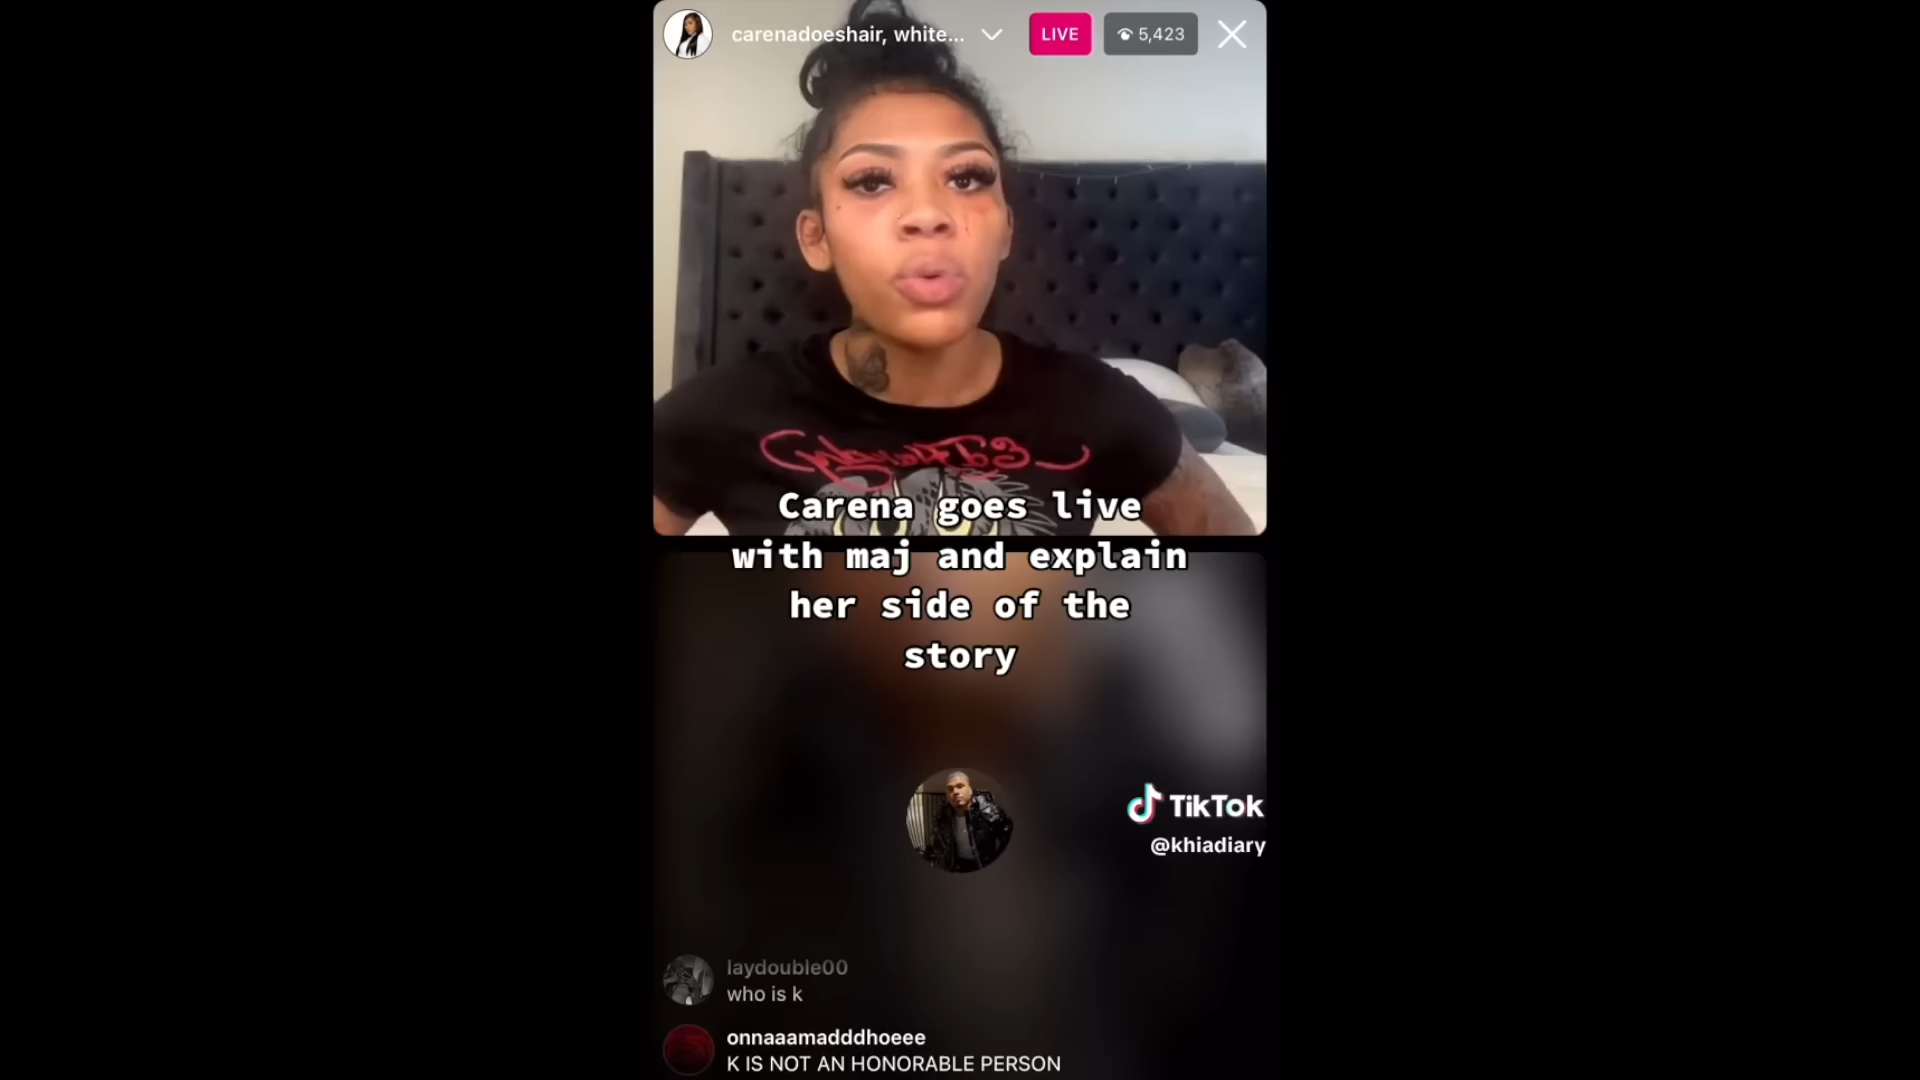 carenadoeshair, white...
LIVE
5,423
Carena goes live
with maj and explain
her side of the
story
TikTok
@khiadiary
laydouble00
who is k
onnaaamadddhoeee
K IS NOT AN HONORABLE PERSON